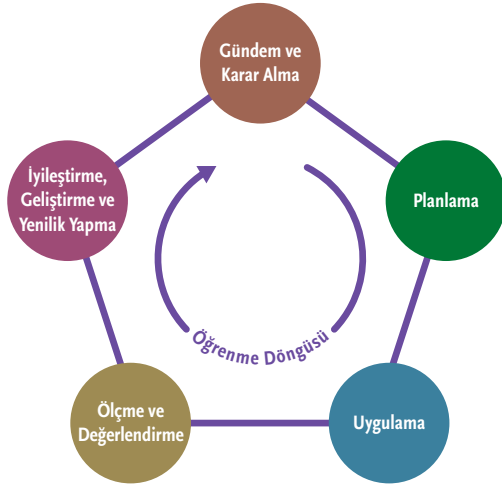 Gündem ve
Karar Alma
Planlama
Uygulama
Ölçme ve
Değerlendirme
İyileştirme,
Geliştirme ve
Yenilik Yapma
Öğrenme Döngüsü